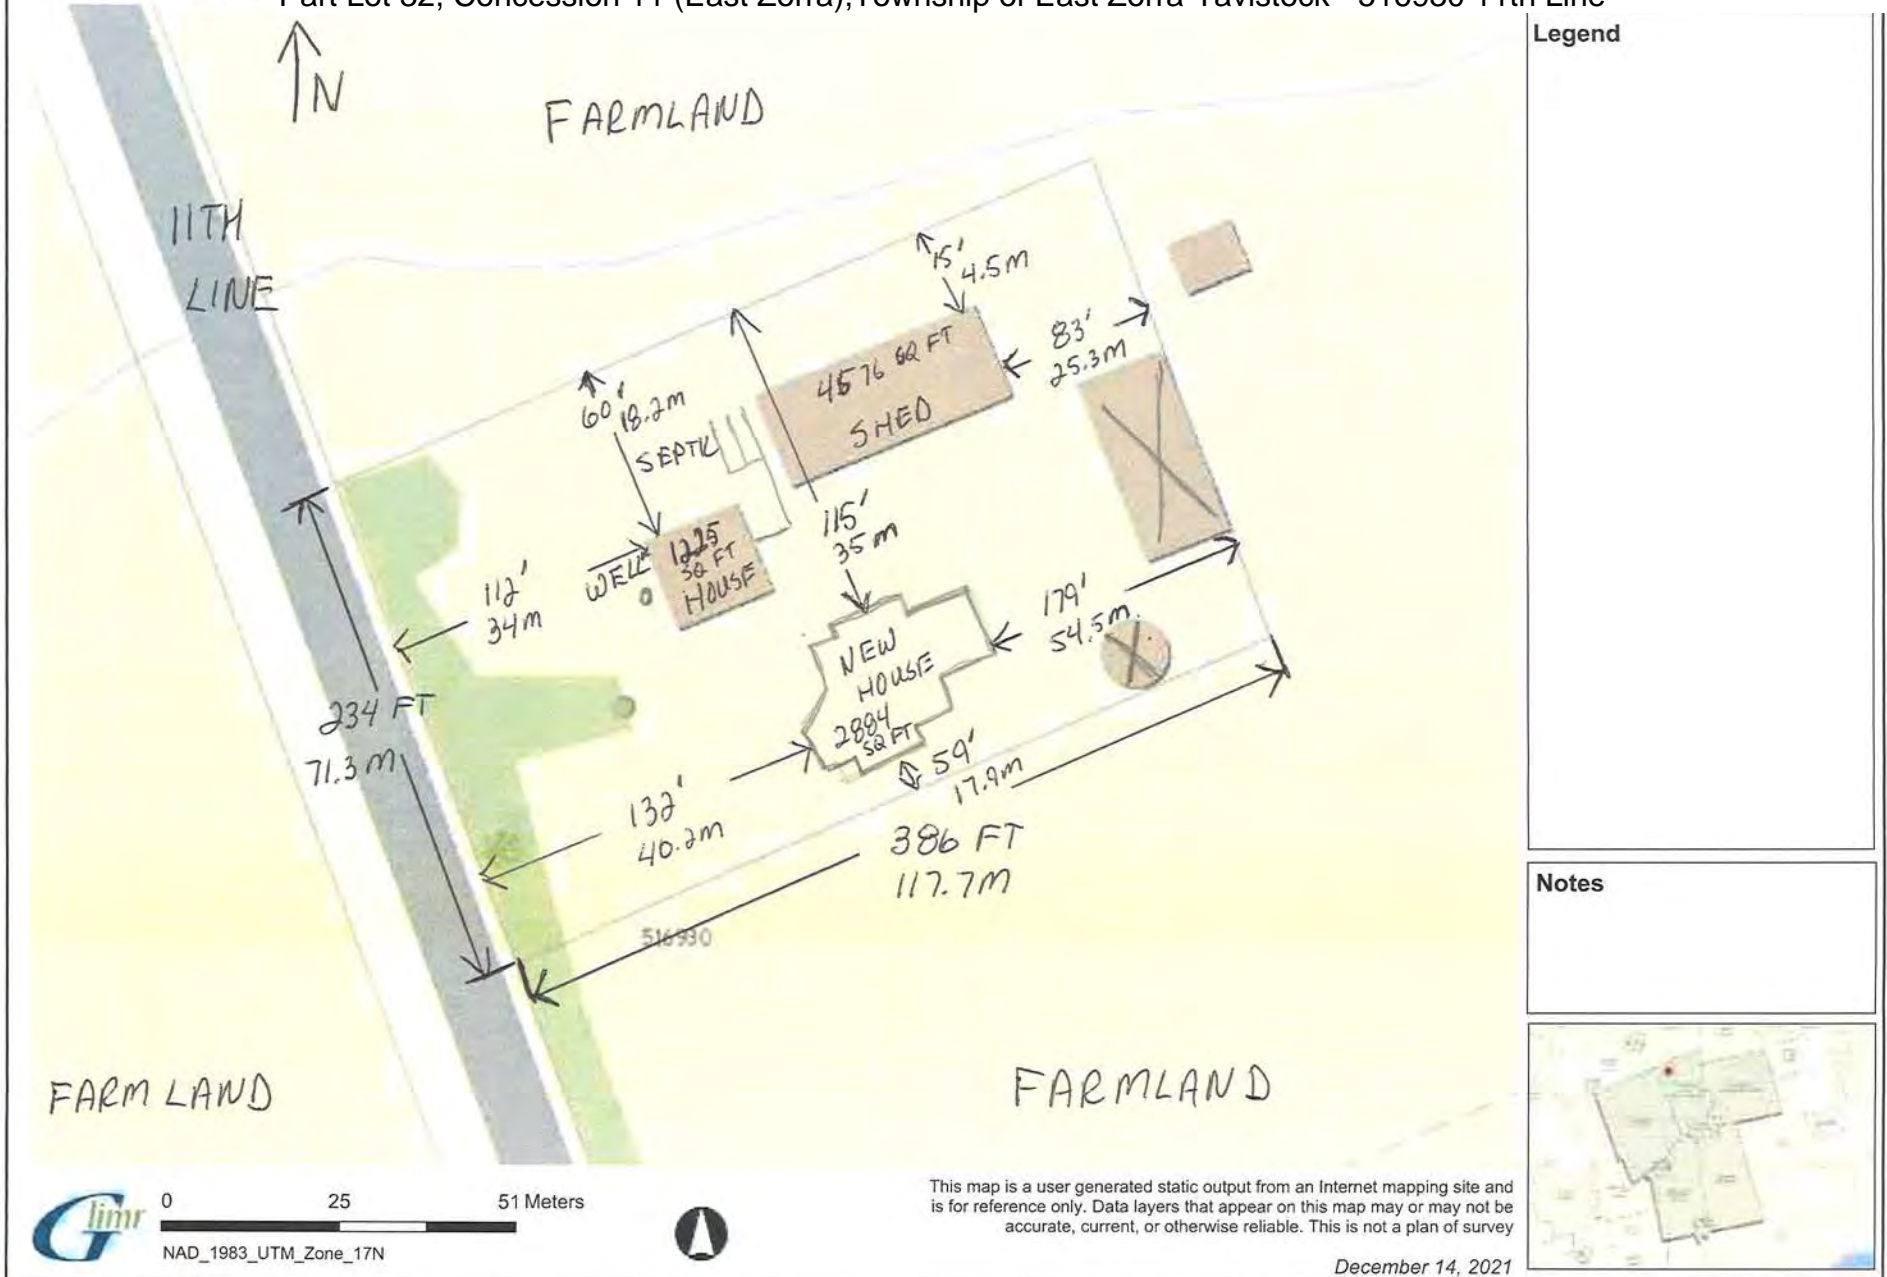 Part Lot 32, Concession 11 (East Zorra),Township of East Zorra-Tavistock - 516930 11th Line
Legend
N
FARMLAND
11TH
LINE
15'
4.5m
83'
25.3m
4576 SQ FT
SHED
60'
18.2m
SEPTIC
115'
35m
1225
SQ FT
HOUSE
WELL
112'
34m
179'
54.5m
NEW
HOUSE
2884
SQ FT
234 FT
71.3m
59'
17.9m
132'
40.2m
386 FT
117.7M
516930
Notes
FARM LAND
FARMLAND
Glimr
0 25 51 Meters
NAD_1983_UTM_Zone_17N
This map is a user generated static output from an Internet mapping site and
is for reference only. Data layers that appear on this map may or may not be
accurate, current, or otherwise reliable. This is not a plan of survey
December 14, 2021